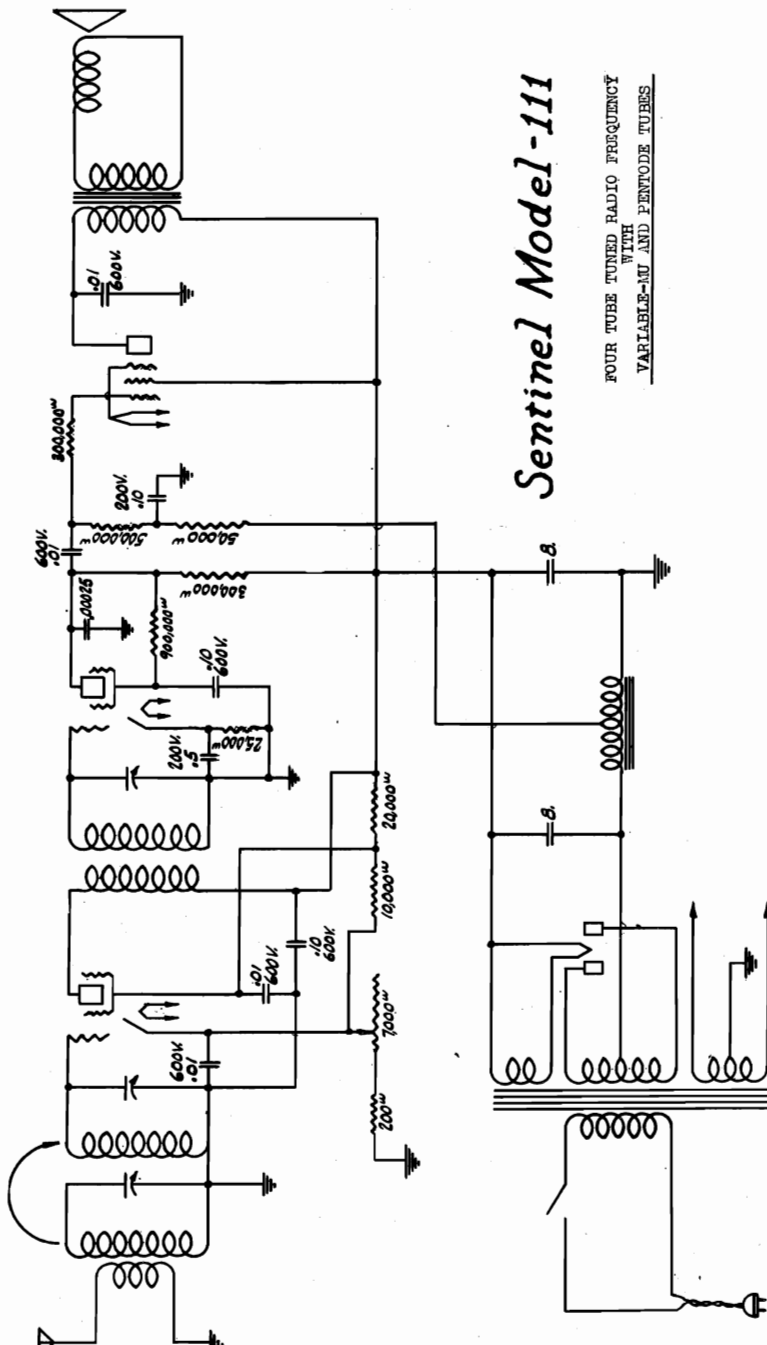 Sentinel Model-111
FOUR TUBE TUNED RADIO FREQUENCY
WITH
VARIABLE-MU AND PENTODE TUBES
.01
600V.
300,000ω
200V.
.10
500,000ω
50,000ω
600V.
.01
.00025
900,000ω
300,000ω
.10
600V.
200V.
.5
25,000ω
20,000ω
10,000ω
.10
600V.
.01
600V.
600V.
.01
7,000ω
200ω
8.
8.